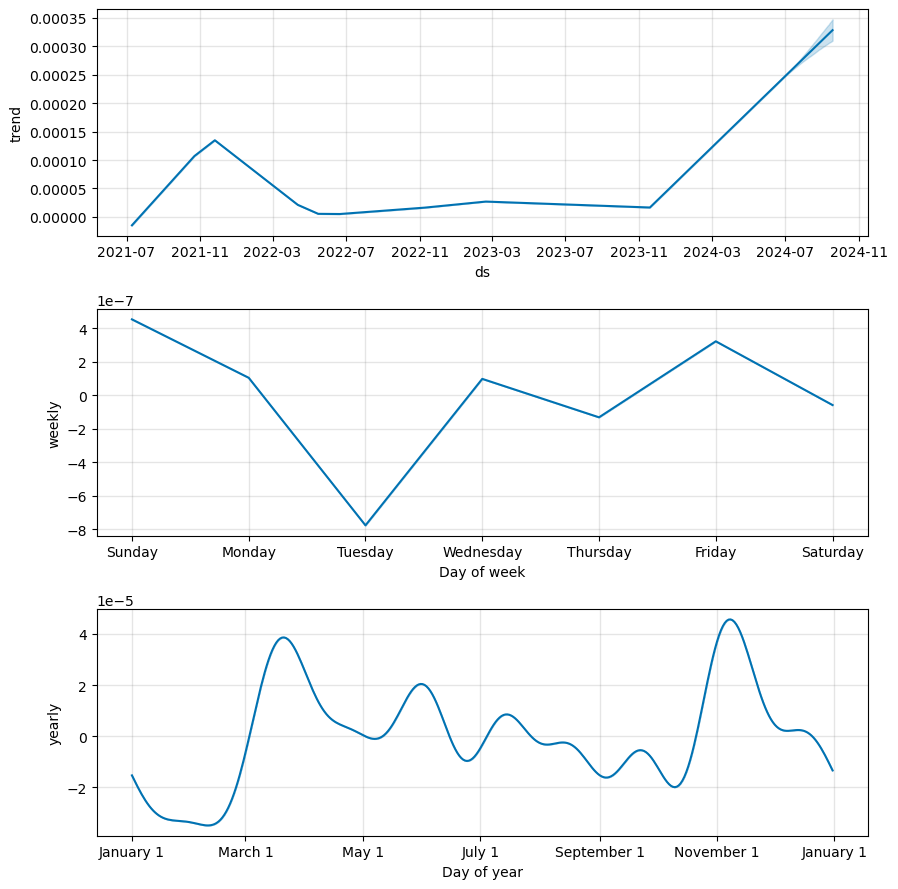 0.00035
0.00030
0.00025
0.00020
0.00015
0.00010
0.00005
0.00000
trend
2021-07 2021-11 2022-03 2022-07 2022-11 2023-03 2023-07 2023-11 2024-03 2024-07 2024-11
ds
1e−7
4
2
0
−2
−4
−6
−8
weekly
Sunday Monday Tuesday Wednesday Thursday Friday Saturday
Day of week
1e−5
4
2
0
−2
yearly
January 1 March 1 May 1 July 1 September 1 November 1 January 1
Day of year